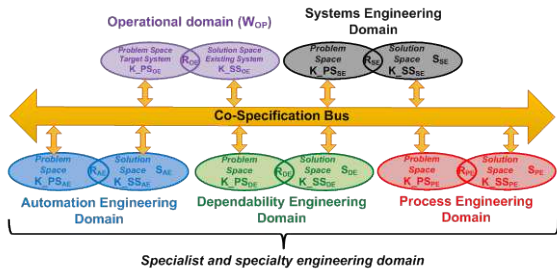 Operational domain (W_OP)
Systems Engineering
Domain
Problem
Space
Target System
K_PS_OE
R_OE
Solution Space
Existing System
K_SS_OE
Problem
Space
K_PS_SE
R_SE
Solution
Space
K_SS_SE
S_SE
Co-Specification Bus
Problem
Space
K_PS_AE
R_AE
Solution
Space
K_SS_AE
S_AE
Problem
Space
K_PS_DE
R_DE
Solution
Space
K_SS_DE
S_DE
Problem
Space
K_PS_PE
R_PE
Solution
Space
K_SS_PE
S_PE
Automation Engineering
Domain
Dependability Engineering
Domain
Process Engineering
Domain
Specialist and specialty engineering domain